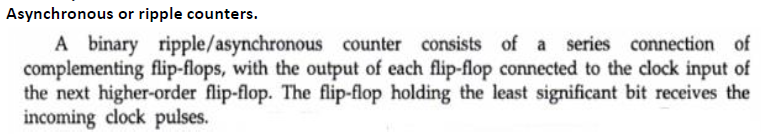 Asynchronous or ripple counters.
A binary ripple/asynchronous counter consists of a series connection of
complementing flip-flops, with the output of each flip-flop connected to the clock input of
the next higher-order flip-flop. The flip-flop holding the least significant bit receives the
incoming clock pulses.